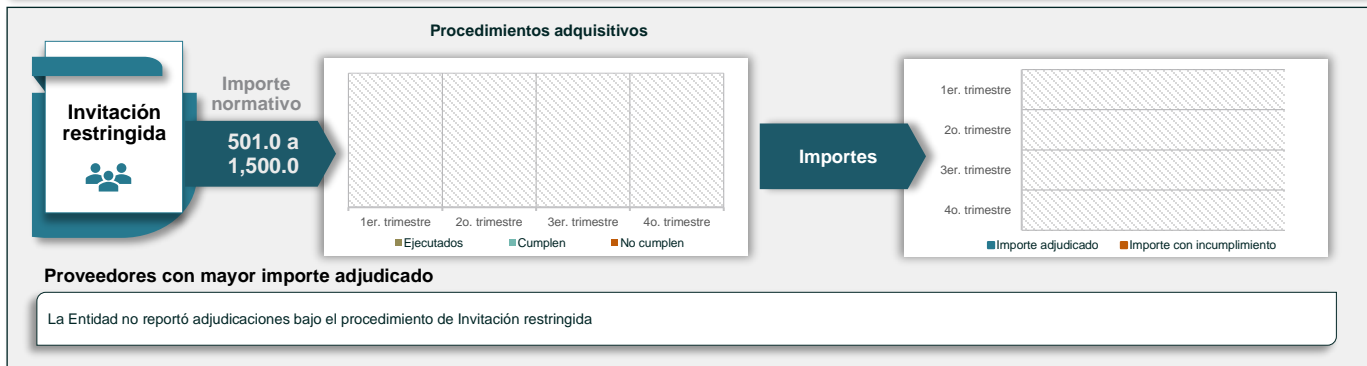 Procedimientos adquisitivos
Invitación
restringida
Importe
normativo
501.0 a
1,500.0
1er. trimestre
2o. trimestre
3er. trimestre
4o. trimestre
Ejecutados
Cumplen
No cumplen
Importes
1er. trimestre
2o. trimestre
3er. trimestre
4o. trimestre
Importe adjudicado
Importe con incumplimiento
Proveedores con mayor importe adjudicado
La Entidad no reportó adjudicaciones bajo el procedimiento de Invitación restringida